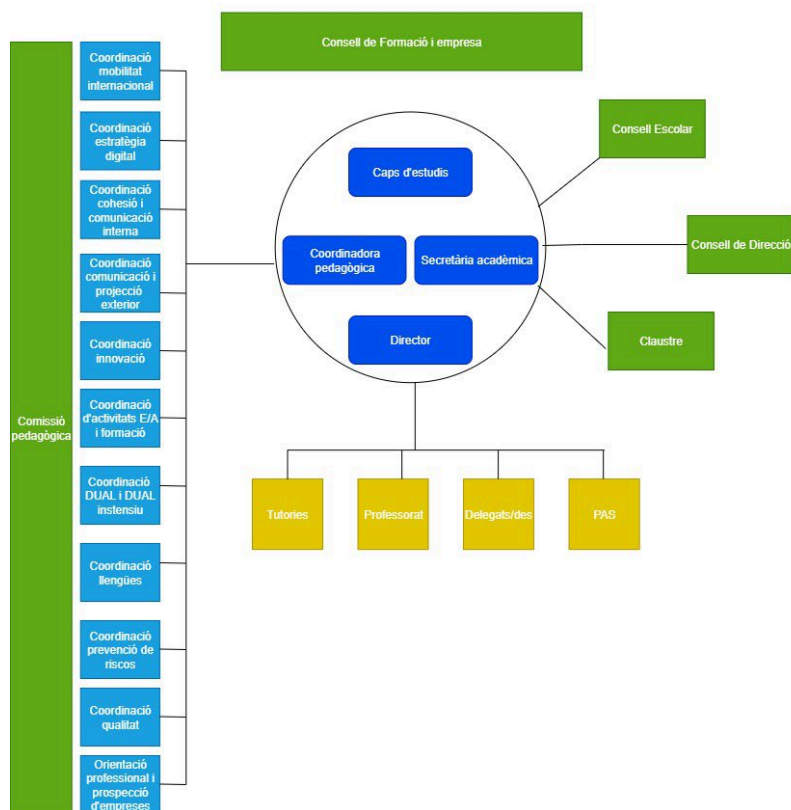 Consell de Formació i empresa
Comissió
pedagògica
Coordinació
mobilitat
internacional
Coordinació
estratègia
digital
Coordinació
cohesió i
comunicació
interna
Coordinació
comunicació i
projecció
exterior
Coordinació
innovació
Coordinació
d'activitats E/A
i formació
Coordinació
DUAL i DUAL
instensiu
Coordinació
llengües
Coordinació
prevenció de
riscos
Coordinació
qualitat
Orientació
professional i
prospecció
d'empreses
Caps d'estudis
Coordinadora
pedagògica
Secretària acadèmica
Director
Consell Escolar
Consell de Direcció
Claustre
Tutories
Professorat
Delegats/des
PAS